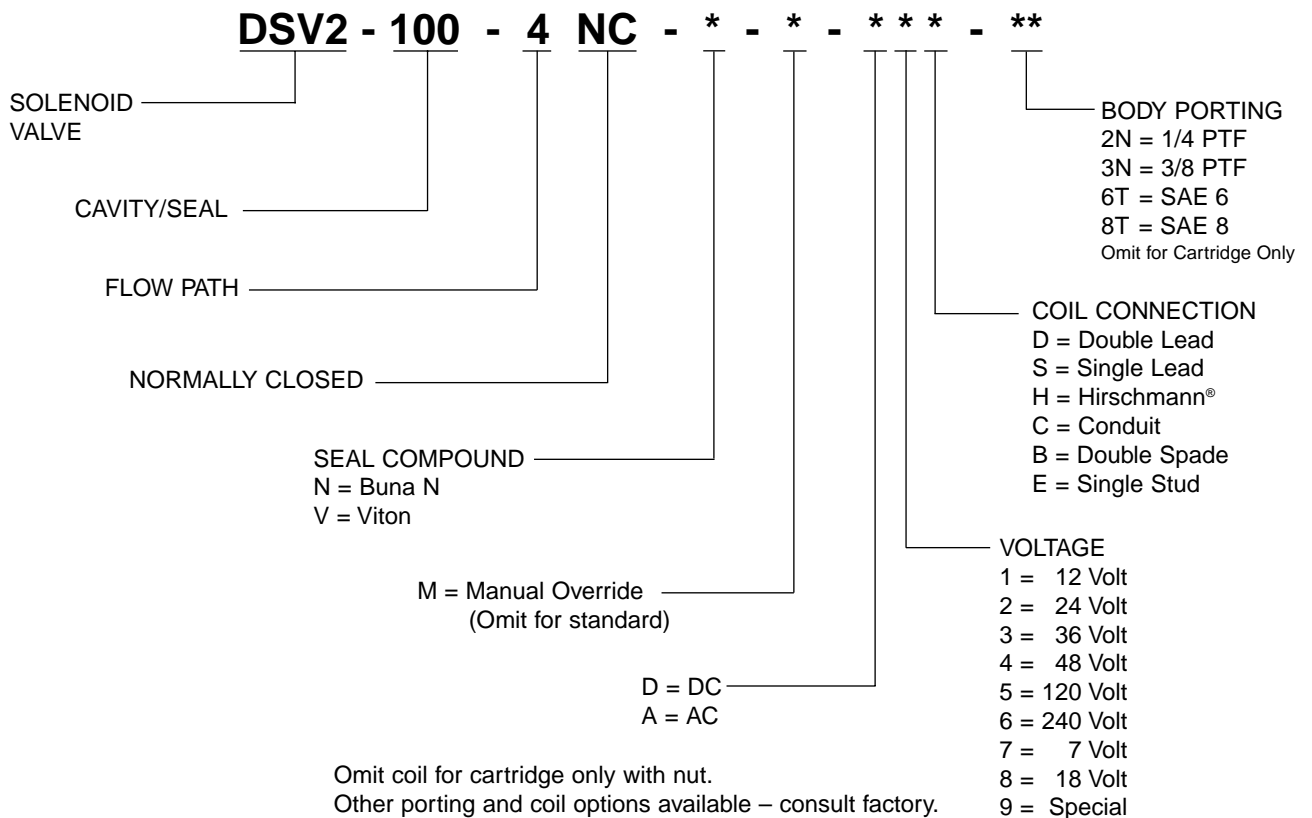 DSV2 - 100 - 4 NC - * - * - * * * - **
SOLENOID
VALVE
CAVITY/SEAL
FLOW PATH
NORMALLY CLOSED
SEAL COMPOUND
N = Buna N
V = Viton
M = Manual Override
(Omit for standard)
D = DC
A = AC
VOLTAGE
1 = 12 Volt
2 = 24 Volt
3 = 36 Volt
4 = 48 Volt
5 = 120 Volt
6 = 240 Volt
7 = 7 Volt
8 = 18 Volt
9 = Special
COIL CONNECTION
D = Double Lead
S = Single Lead
H = Hirschmann®
C = Conduit
B = Double Spade
E = Single Stud
BODY PORTING
2N = 1/4 PTF
3N = 3/8 PTF
6T = SAE 6
8T = SAE 8
Omit for Cartridge Only
Omit coil for cartridge only with nut.
Other porting and coil options available – consult factory.